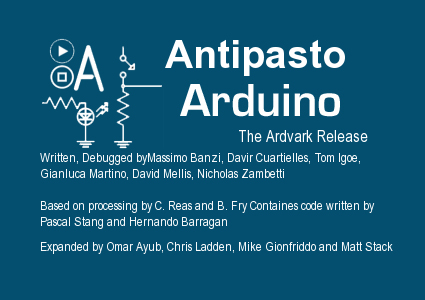 A
Antipasto
Arduino
The Ardvark Release
Written, Debugged byMassimo Banzi, Davir Cuartielles, Tom Igoe,
Gianluca Martino, David Mellis, Nicholas Zambetti
Based on processing by C. Reas and B. Fry Containes code written by
Pascal Stang and Hernando Barragan
Expanded by Omar Ayub, Chris Ladden, Mike Gionfriddo and Matt Stack